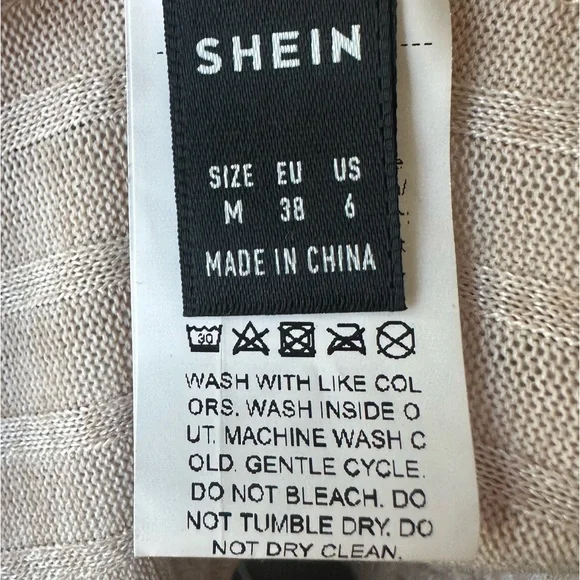 SHEIN
SIZE EU US
M 38 6
MADE IN CHINA
30
WASH WITH LIKE COL
ORS. WASH INSIDE O
UT. MACHINE WASH C
OLD. GENTLE CYCLE.
DO NOT BLEACH. DO
NOT TUMBLE DRY. DO
NOT DRY CLEAN.